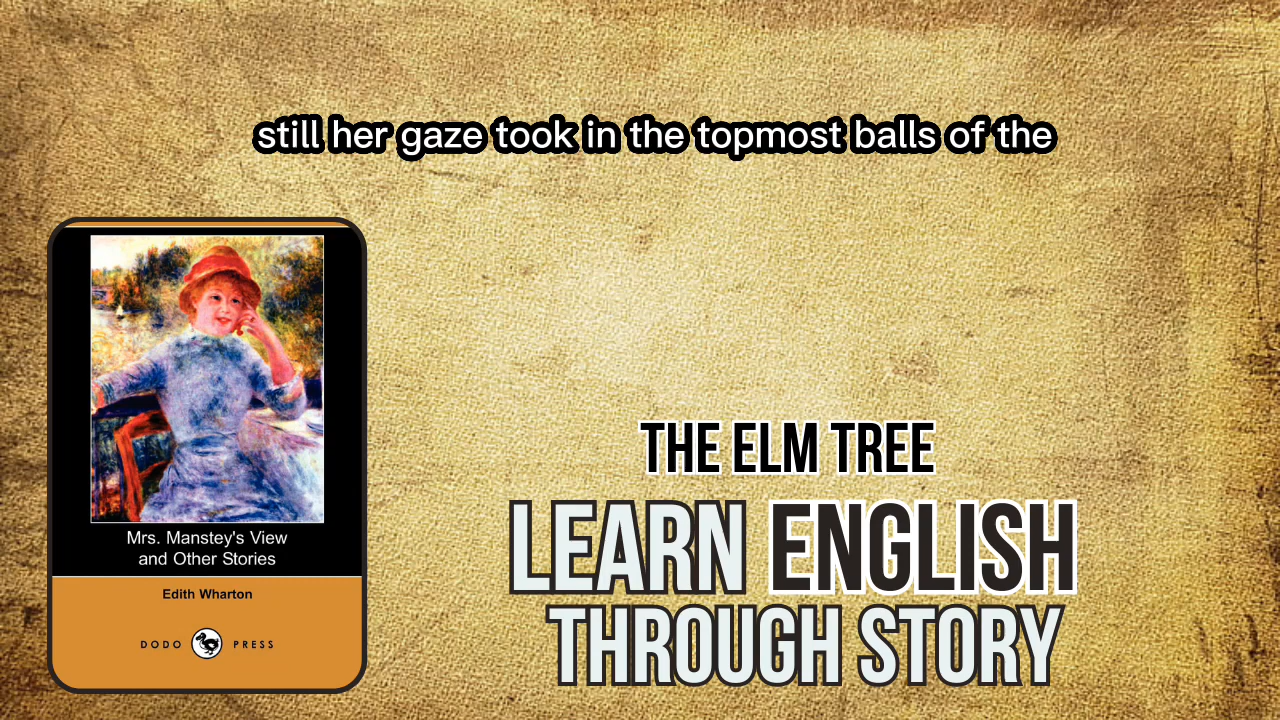 still her gaze took in the topmost balls of the
Mrs. Manstey's View
and Other Stories
Edith Wharton
DODO PRESS
THE ELM TREE
LEARN ENGLISH
THROUGH STORY